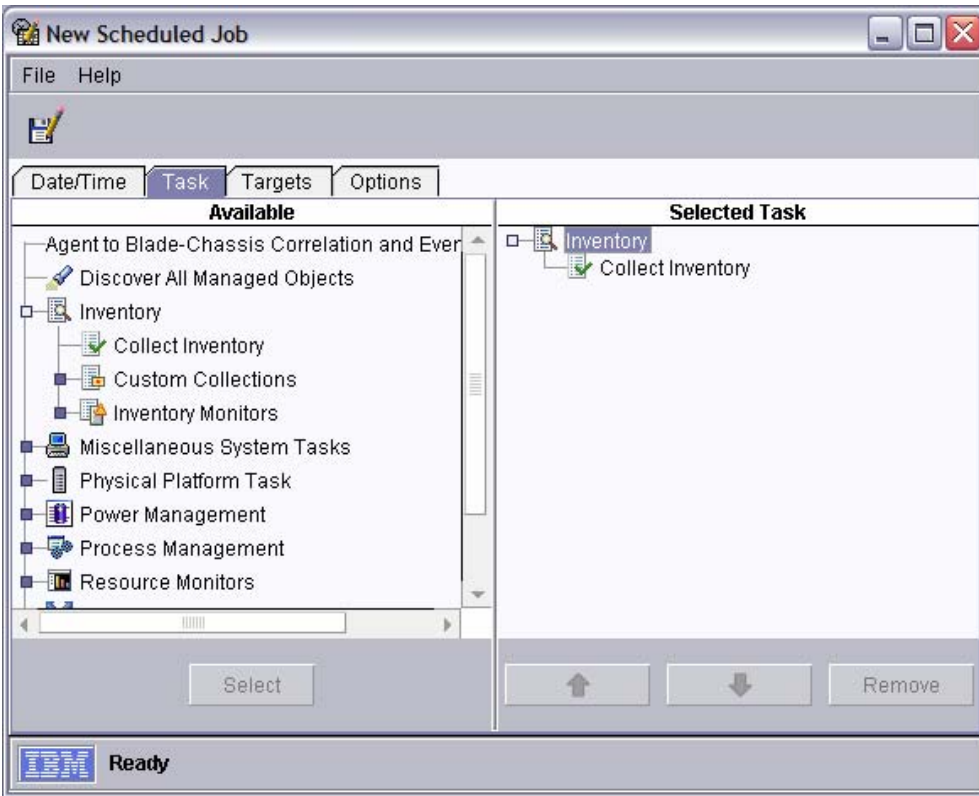 New Scheduled Job
File Help
Date/Time Task Targets Options
Available
Selected Task
Agent to Blade-Chassis Correlation and Ever
Discover All Managed Objects
Inventory
Collect Inventory
Custom Collections
Inventory Monitors
Miscellaneous System Tasks
Physical Platform Task
Power Management
Process Management
Resource Monitors
Inventory
Collect Inventory
Select
Remove
IBM Ready